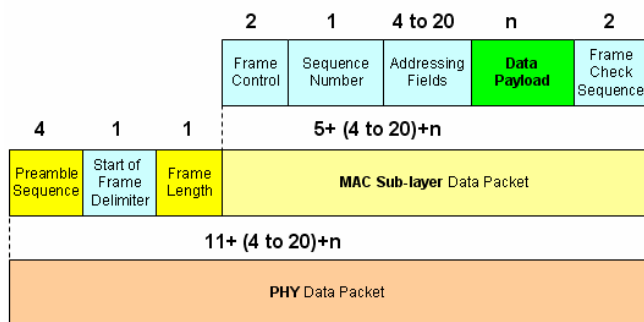 2 1 4 to 20 n 2
Frame Control Sequence Number Addressing Fields Data Payload Frame Check Sequence
4 1 1 5+ (4 to 20)+n
Preamble Sequence Start of Frame Delimiter Frame Length MAC Sub-layer Data Packet
11+ (4 to 20)+n
PHY Data Packet